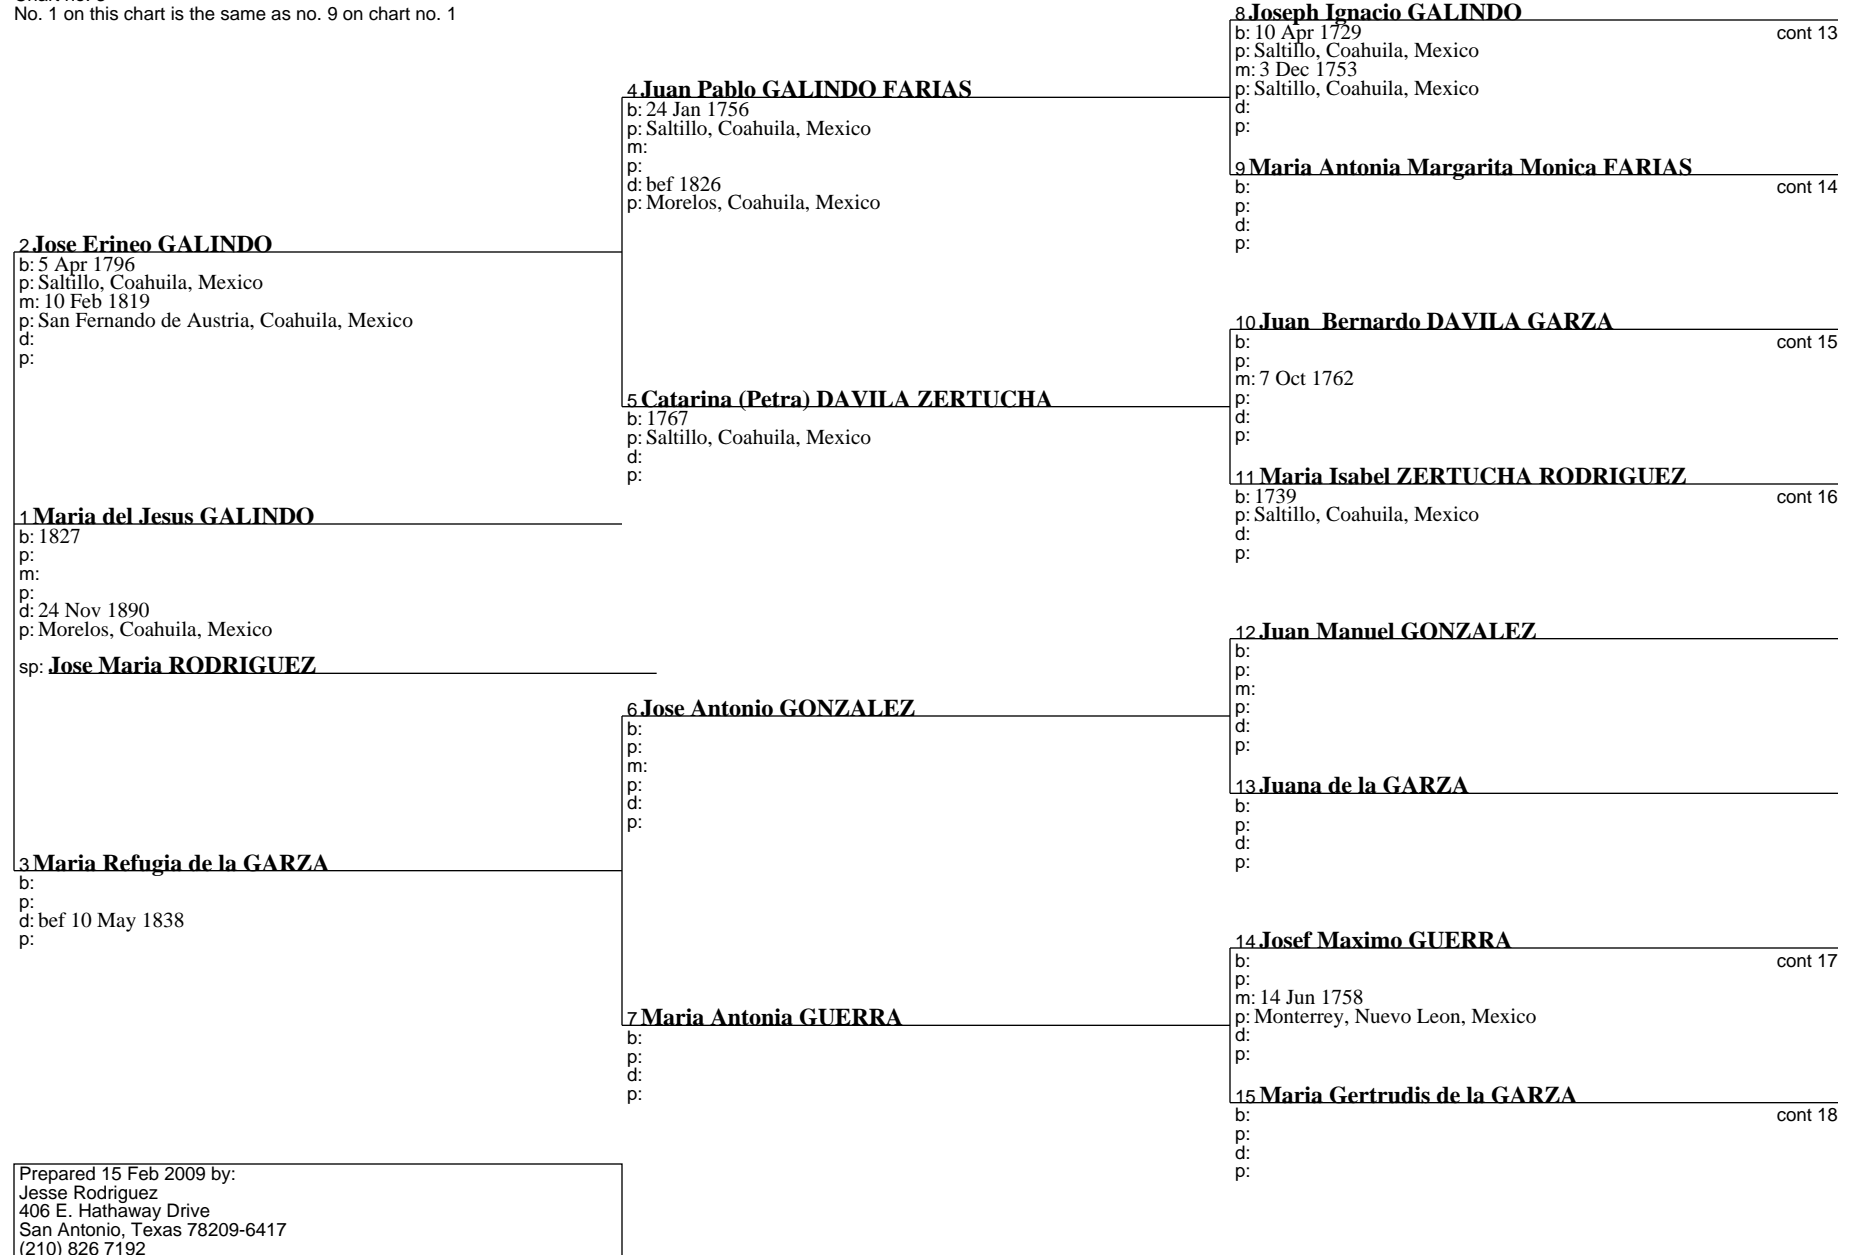 No. 1 on this chart is the same as no. 9 on chart no. 1
8 Joseph Ignacio GALINDO
b: 10 Apr 1729
cont 13
p: Saltillo, Coahuila, Mexico
m: 3 Dec 1753
p: Saltillo, Coahuila, Mexico
d:
p:
4 Juan Pablo GALINDO FARIAS
b: 24 Jan 1756
p: Saltillo, Coahuila, Mexico
m:
p:
d: bef 1826
p: Morelos, Coahuila, Mexico
9 Maria Antonia Margarita Monica FARIAS
b:
cont 14
p:
d:
p:
2 Jose Erineo GALINDO
b: 5 Apr 1796
p: Saltillo, Coahuila, Mexico
m: 10 Feb 1819
p: San Fernando de Austria, Coahuila, Mexico
d:
p:
10 Juan Bernardo DAVILA GARZA
b:
cont 15
p:
m: 7 Oct 1762
p:
d:
p:
5 Catarina (Petra) DAVILA ZERTUCHA
b: 1767
p: Saltillo, Coahuila, Mexico
d:
p:
11 Maria Isabel ZERTUCHA RODRIGUEZ
b: 1739
cont 16
p: Saltillo, Coahuila, Mexico
d:
p:
1 Maria del Jesus GALINDO
b: 1827
p:
m:
p:
d: 24 Nov 1890
p: Morelos, Coahuila, Mexico
sp: Jose Maria RODRIGUEZ
12 Juan Manuel GONZALEZ
b:
p:
m:
p:
d:
p:
6 Jose Antonio GONZALEZ
b:
p:
m:
p:
d:
p:
13 Juana de la GARZA
b:
p:
d:
p:
3 Maria Refugia de la GARZA
b:
p:
d: bef 10 May 1838
p:
14 Josef Maximo GUERRA
b:
cont 17
p:
m: 14 Jun 1758
p: Monterrey, Nuevo Leon, Mexico
d:
p:
7 Maria Antonia GUERRA
b:
p:
d:
p:
15 Maria Gertrudis de la GARZA
b:
cont 18
p:
d:
p:
Prepared 15 Feb 2009 by:
Jesse Rodriguez
406 E. Hathaway Drive
San Antonio, Texas 78209-6417
(210) 826 7192